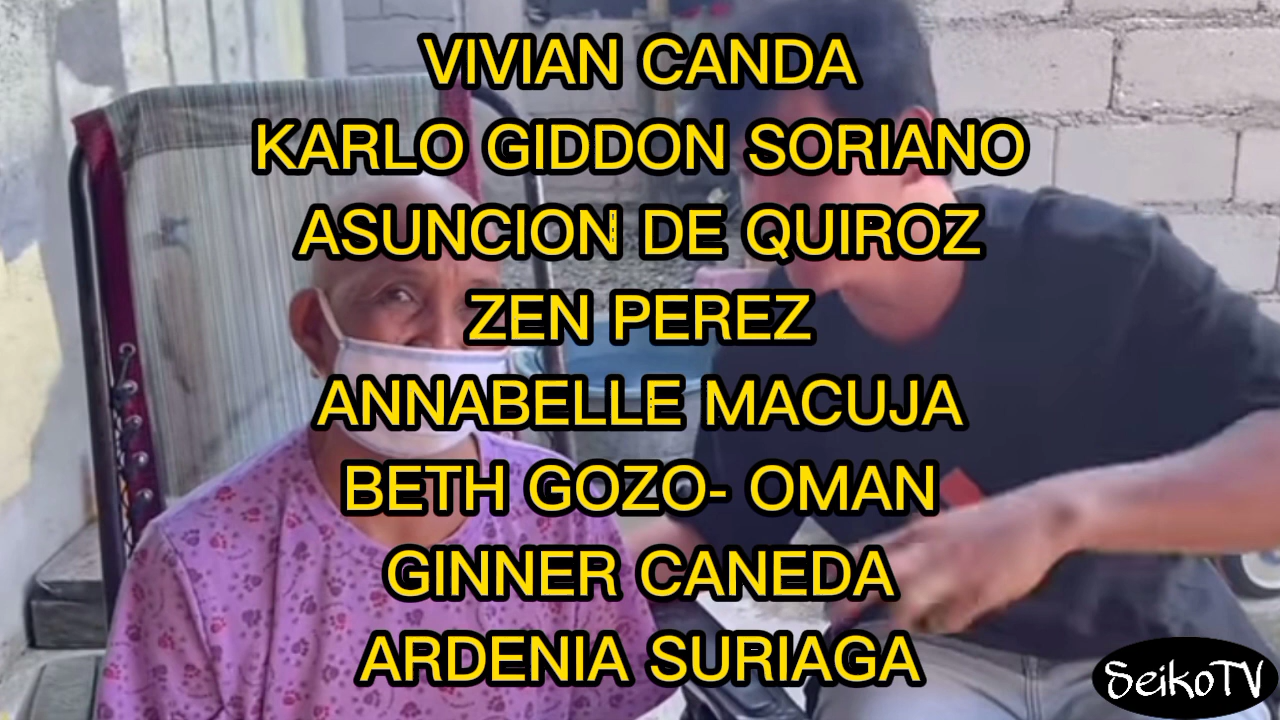 VIVIAN CANDA
KARLO GIDDON SORIANO
ASUNCION DE QUIROZ
ZEN PEREZ
ANNABELLE MACUJA
BETH GOZO- OMAN
GINNER CANEDA
ARDENIA SURIAGA
SeikoTV